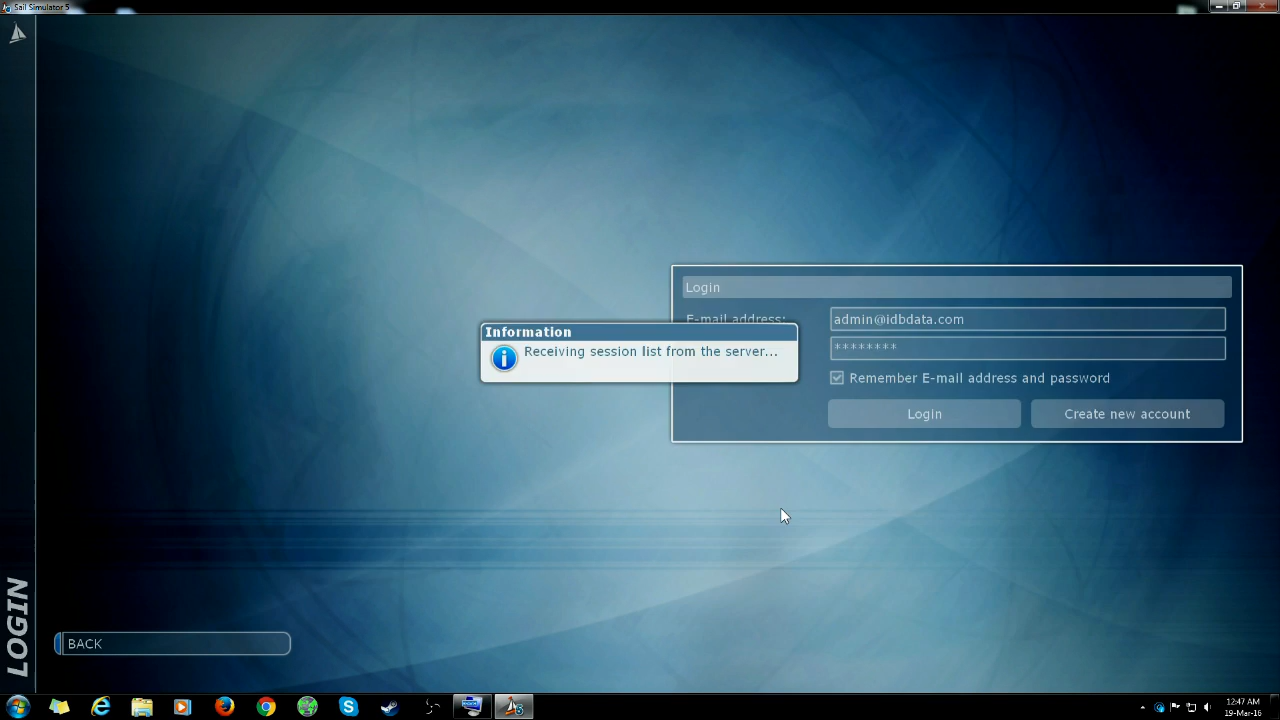 Sail Simulator 5
Login
E-mail address:
admin@idbdata.com
********
Information
Receiving session list from the server...
Remember E-mail address and password
Login
Create new account
LOGIN
BACK
12:47 AM
19-Mar-16